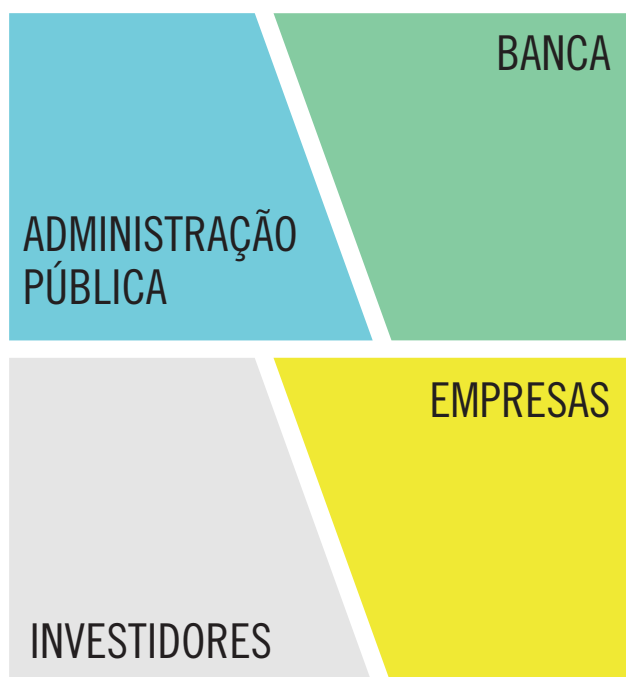 BANCA
ADMINISTRAÇÃO
PÚBLICA
EMPRESAS
INVESTIDORES